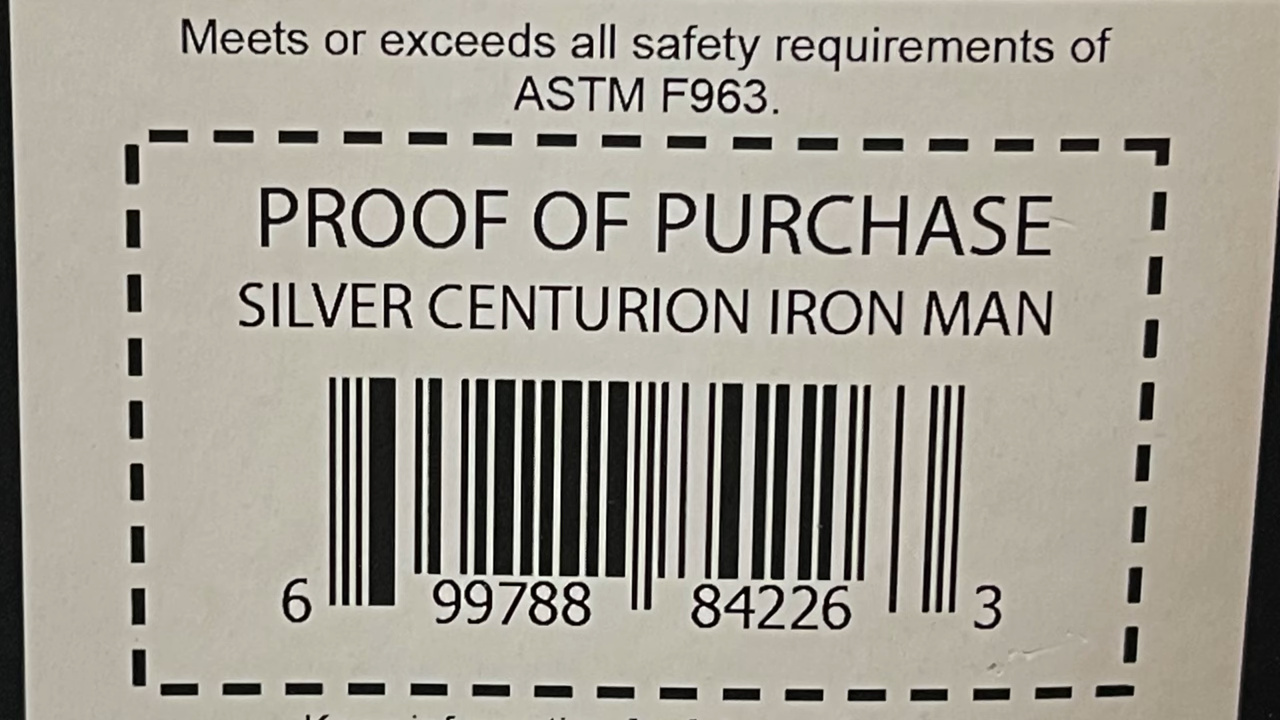 Meets or exceeds all safety requirements of
ASTM F963.
PROOF OF PURCHASE
SILVER CENTURION IRON MAN
6 99788 84226 3